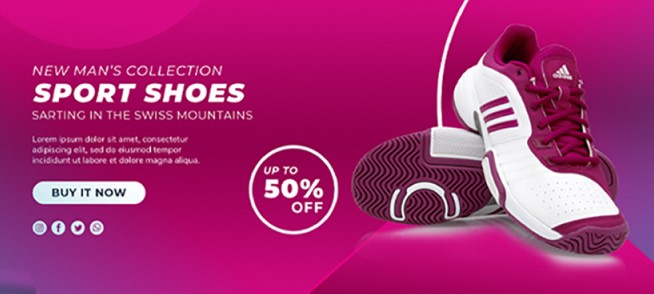 NEW MAN'S COLLECTION
SPORT SHOES
SARTING IN THE SWISS MOUNTAINS
Lorem ipsum dolor sit amet, consectetur
adipiscing elit, sed do eiusmod tempor
incididunt ut labore et dolore magna aliqua.
BUY IT NOW
UP TO
50%
OFF
adidas